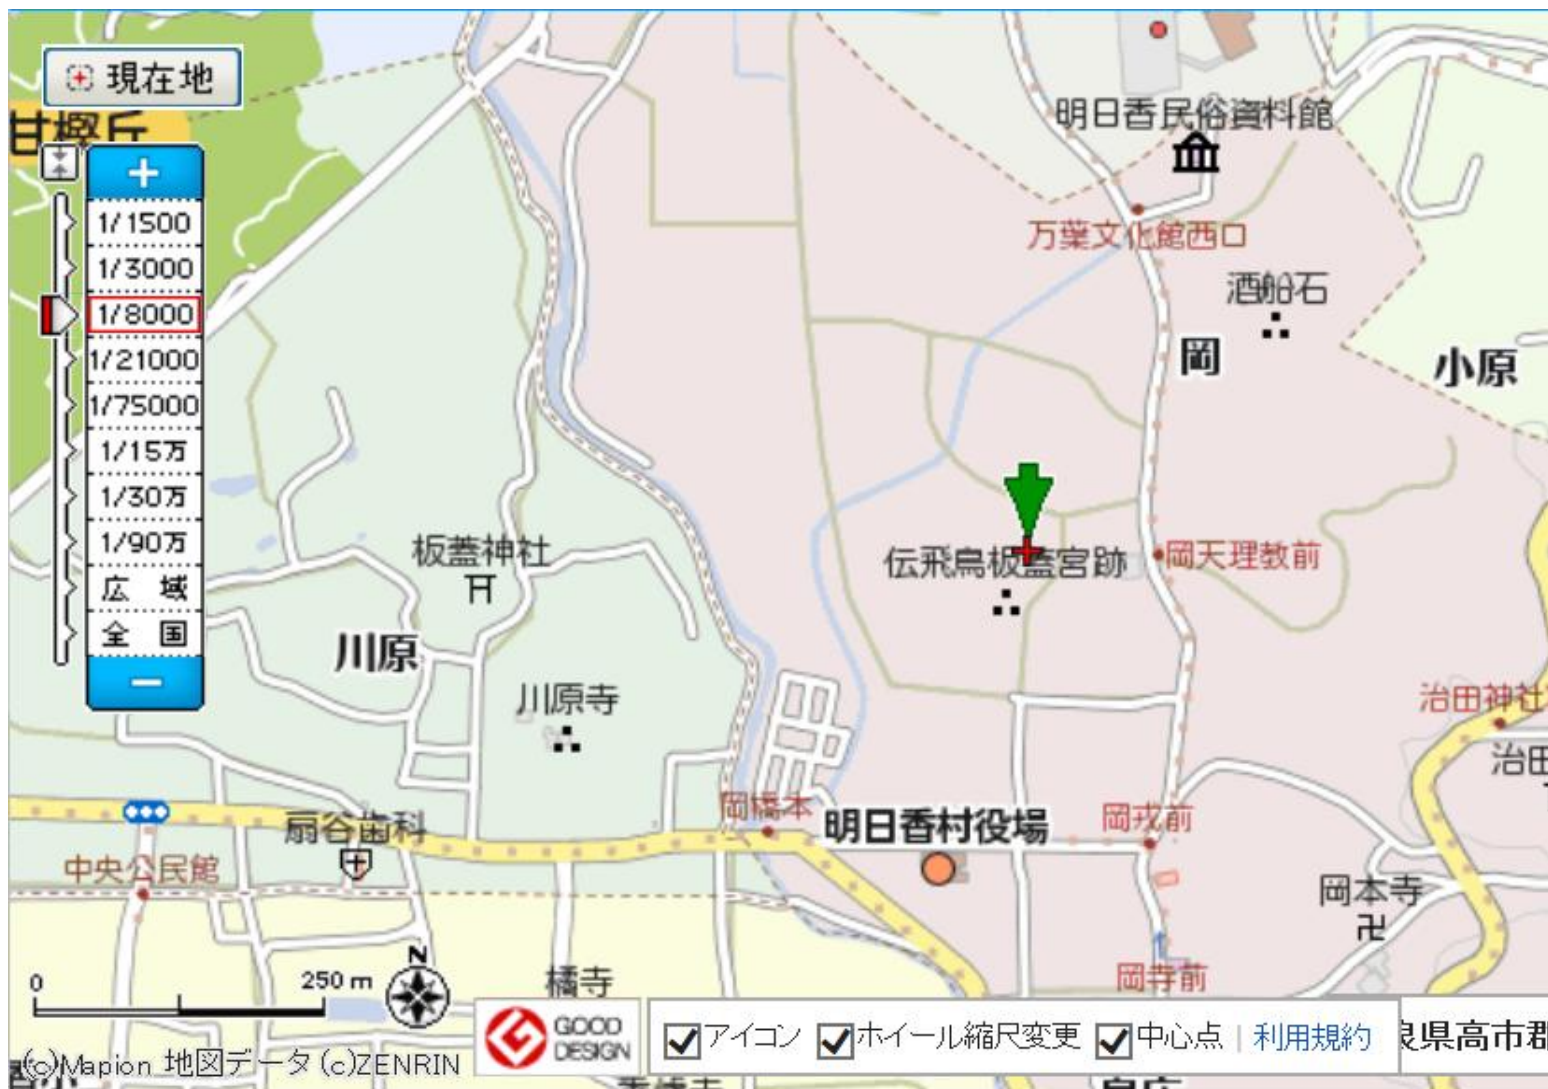 現在地
甘樫丘
+
1/1500
1/3000
1/8000
1/21000
1/75000
1/15万
1/30万
1/90万
広 域
全 国
−
明日香民俗資料館
万葉文化館西口
酒船石
岡
小原
板蓋神社
伝飛鳥板蓋宮跡
岡天理教前
川原
川原寺
治田神社
治田
岡橋本
明日香村役場
岡戎前
扇谷歯科
中央公民館
岡本寺
卍
N
0
250 m
橘寺
岡寺前
GOOD
DESIGN
アイコン
ホイール縮尺変更
中心点 | 利用規約
良県高市郡
(c)Mapion 地図データ (c)ZENRIN